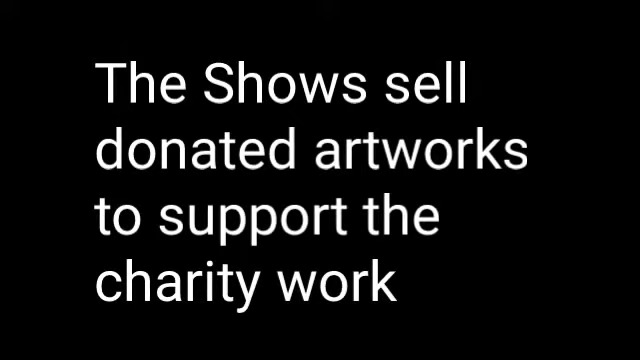 The Shows sell
donated artworks
to support the
charity work